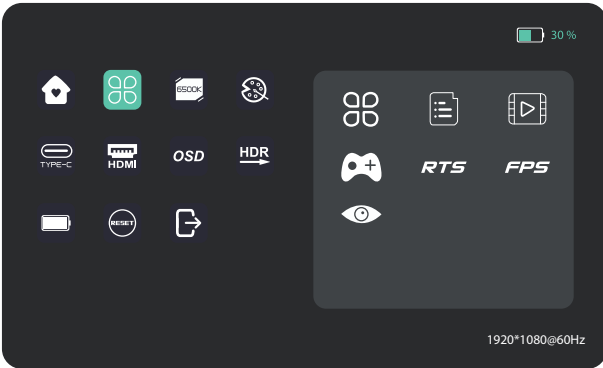 30 %
6500K
TYPE-C
HDMI
OSD
HDR
RTS
FPS
RESET
1920*1080@60Hz